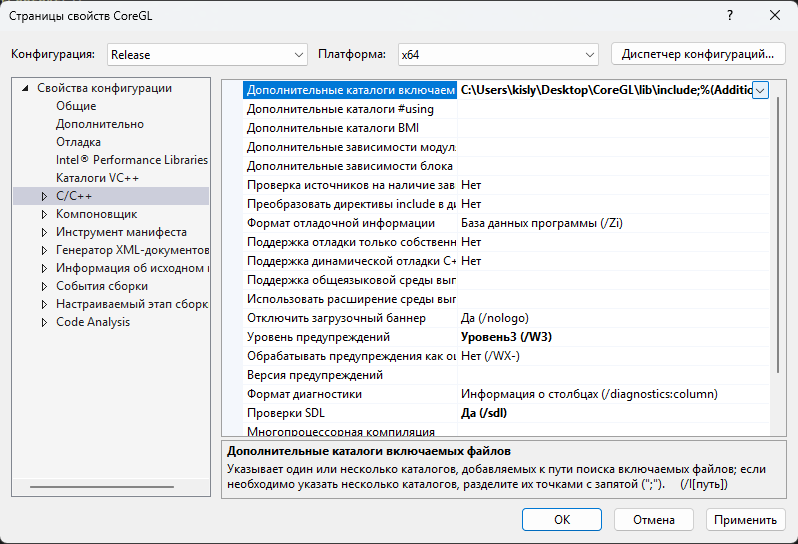 Страницы свойств CoreGL
Конфигурация: Release Платформа: x64 Диспетчер конфигураций...
Свойства конфигурации
Общие
Дополнительно
Отладка
Intel® Performance Libraries
Каталоги VC++
C/C++
Компоновщик
Инструмент манифеста
Генератор XML-документов
Информация об исходном
События сборки
Настраиваемый этап сборк
Code Analysis
Дополнительные каталоги включаем C:\Users\kisly\Desktop\CoreGL\lib\include;%(Additio
Дополнительные каталоги #using
Дополнительные каталоги BMI
Дополнительные зависимости модул
Дополнительные зависимости блока
Проверка источников на наличие зав Нет
Преобразовать директивы include в ди Нет
Формат отладочной информации База данных программы (/Zi)
Поддержка отладки только собственн Нет
Поддержка динамической отладки C+ Нет
Поддержка общеязыковой среды вып
Использовать расширение среды вып
Отключить загрузочный баннер Да (/nologo)
Уровень предупреждений Уровень3 (/W3)
Обрабатывать предупреждения как ош Нет (/WX-)
Версия предупреждений
Формат диагностики Информация о столбцах (/diagnostics:column)
Проверки SDL Да (/sdl)
Многопроцессорная компиляция
Дополнительные каталоги включаемых файлов
Указывает один или несколько каталогов, добавляемых к пути поиска включаемых файлов; если
необходимо указать несколько каталогов, разделите их точками с запятой (";"). (/I[путь])
ОК Отмена Применить